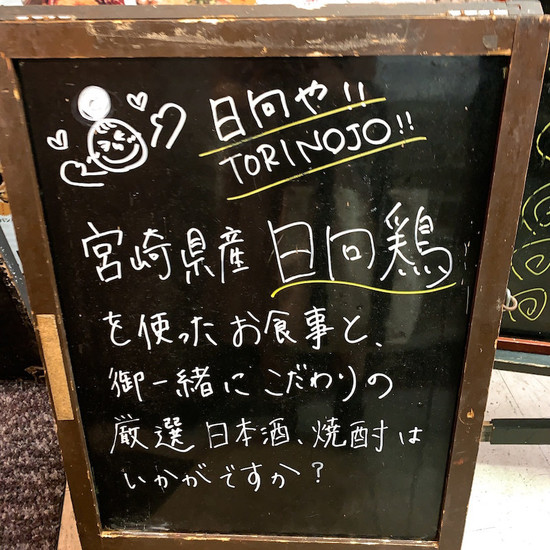 日向や!!
TORINOJO!!
宮崎県産 日向鶏
を使ったお食事と、
御一緒にこだわりの
厳選 日本酒、焼酎は
いかがですか?